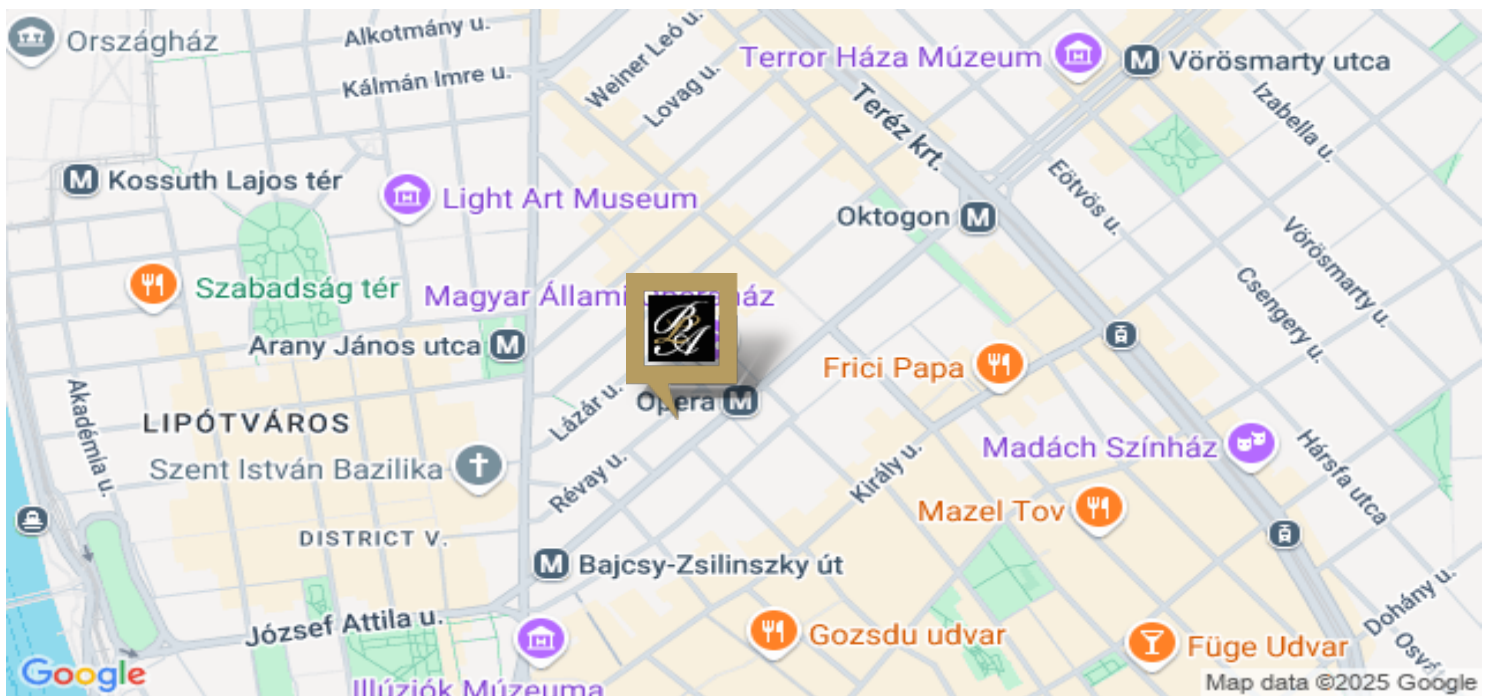 Országház
Alkotmány u.
Kálmán Imre u.
Weiner Leó u.
Lovag u.
Terror Háza Múzeum
M Vörösmarty utca
Teréz krt.
Izabella u.
M Kossuth Lajos tér
Light Art Museum
Oktogon M
Eötvös u.
Vörösmarty u.
Szabadság tér
Magyar Állami
Csengery u.
Arany János utca M
Frici Papa
Akadémia u.
LIPÓTVÁROS
Lázár u.
Opera M
Szent István Bazilika
Révay u.
Király u.
Madách Színház
Hársfa utca
Mazel Tov
DISTRICT V.
M Bajcsy-Zsilinszky út
József Attila u.
Gozsdu udvar
Füge Udvar
Dohány u.
Google
Illúziók Múzeuma
Map data ©2025 Google